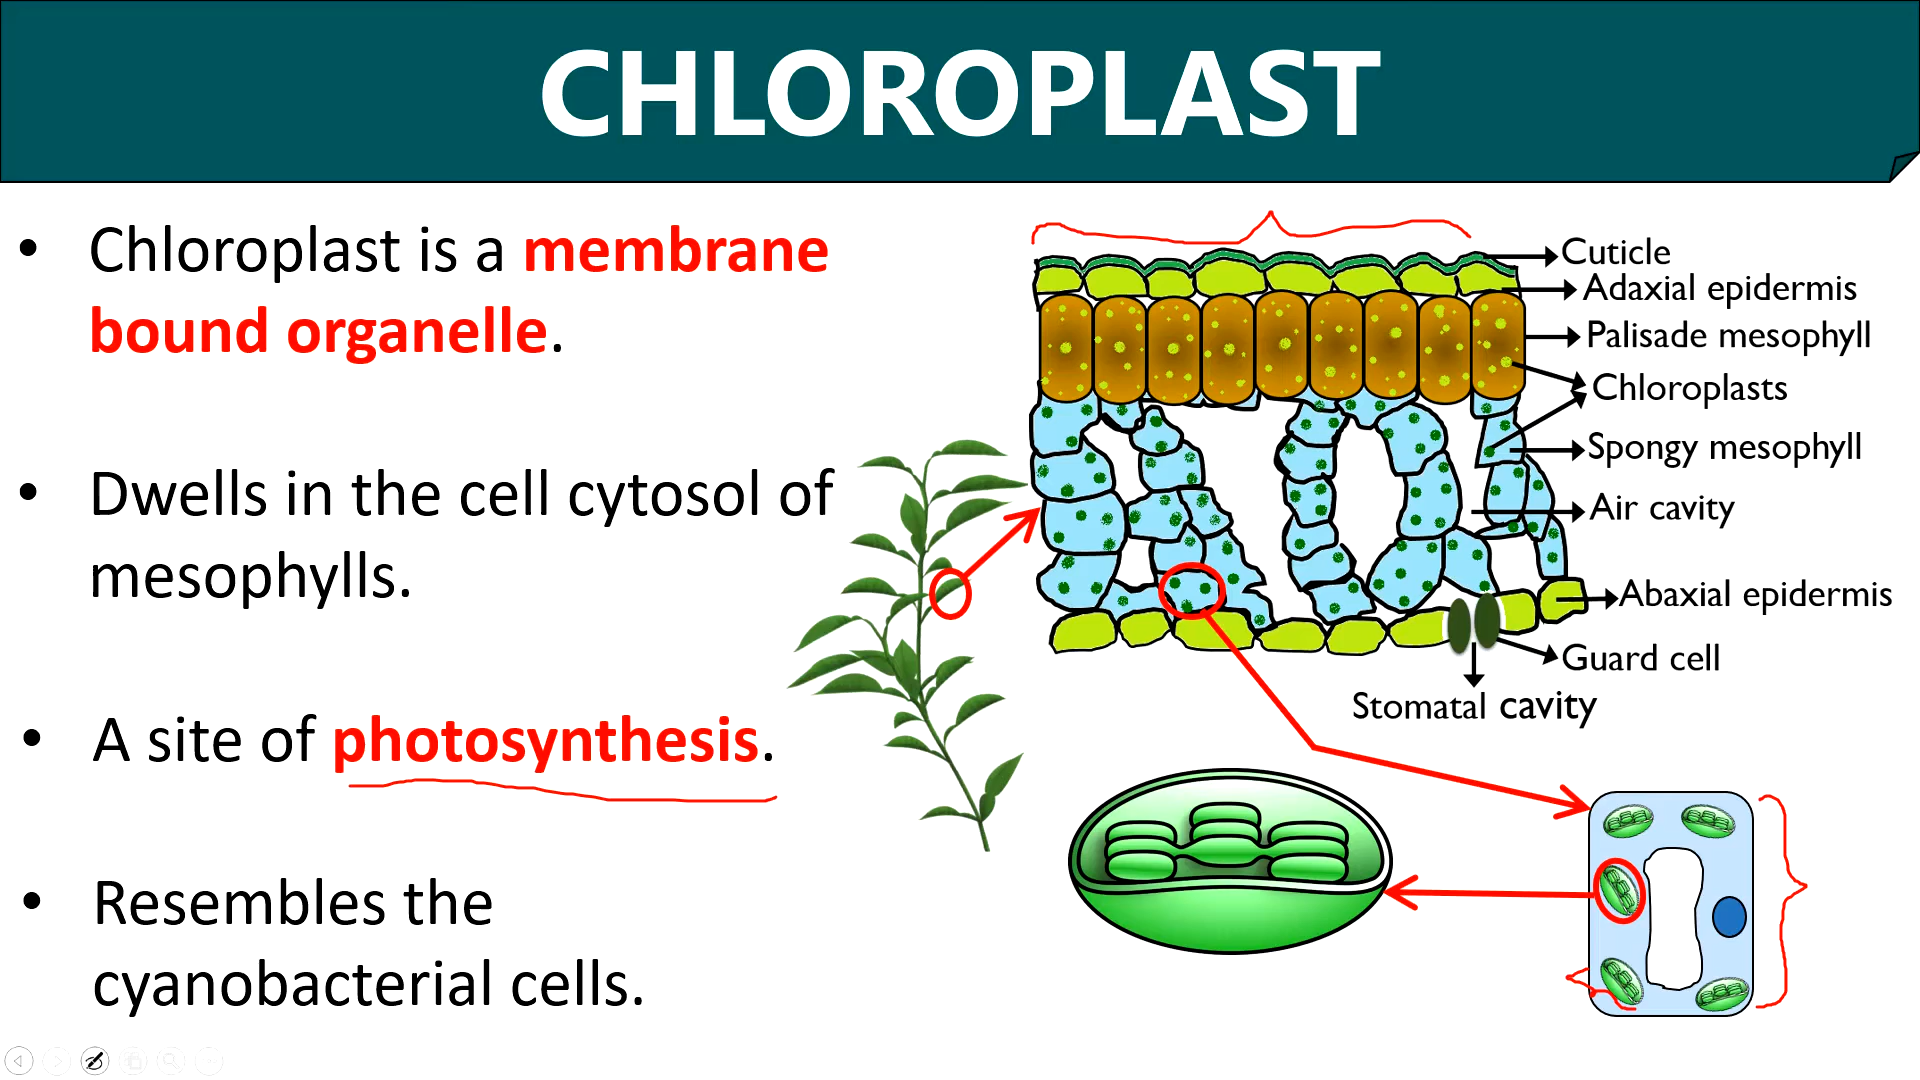 CHLOROPLAST
• Chloroplast is a membrane
bound organelle.
• Dwells in the cell cytosol of
mesophylls.
• A site of photosynthesis.
• Resembles the
cyanobacterial cells.
Cuticle
Adaxial epidermis
Palisade mesophyll
Chloroplasts
Spongy mesophyll
Air cavity
Abaxial epidermis
Guard cell
Stomatal cavity